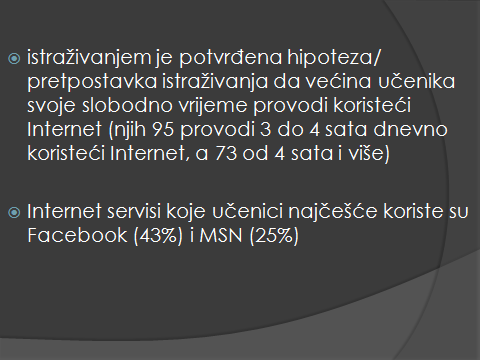 istraživanjem je potvrđena hipoteza/
pretpostavka istraživanja da većina učenika
svoje slobodno vrijeme provodi koristeći
Internet (njih 95 provodi 3 do 4 sata dnevno
koristeći Internet, a 73 od 4 sata i više)
Internet servisi koje učenici najčešće koriste su
Facebook (43%) i MSN (25%)